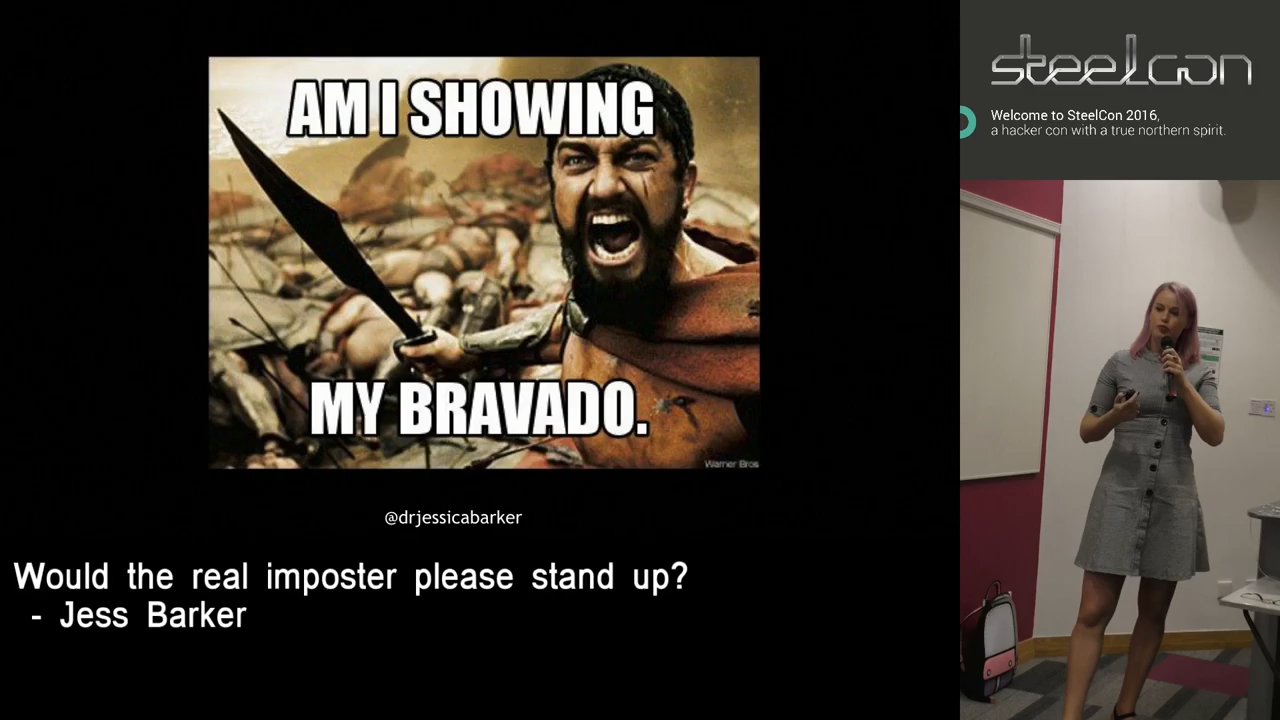 AM I SHOWING
MY BRAVADO.
Warner Bros
@drjessicabarker
Would the real imposter please stand up?
- Jess Barker
steelcon
Welcome to SteelCon 2016,
a hacker con with a true northern spirit.